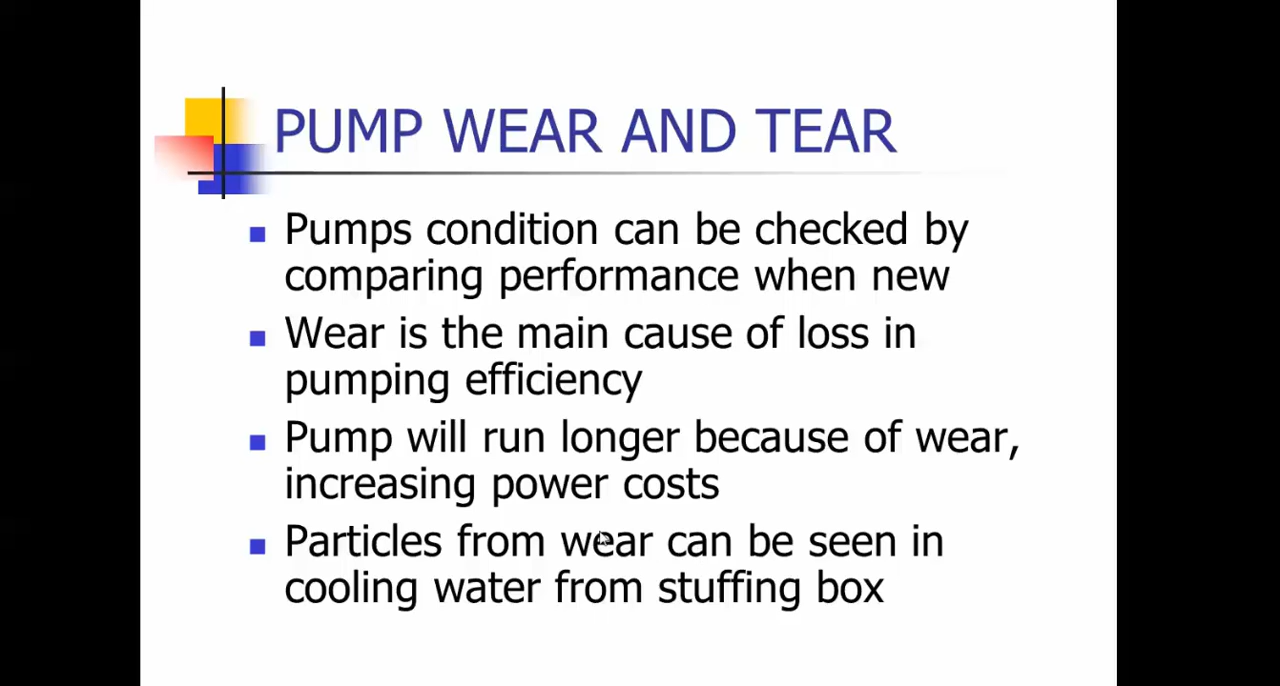 PUMP WEAR AND TEAR
Pumps condition can be checked by
comparing performance when new
Wear is the main cause of loss in
pumping efficiency
Pump will run longer because of wear,
increasing power costs
Particles from wear can be seen in
cooling water from stuffing box